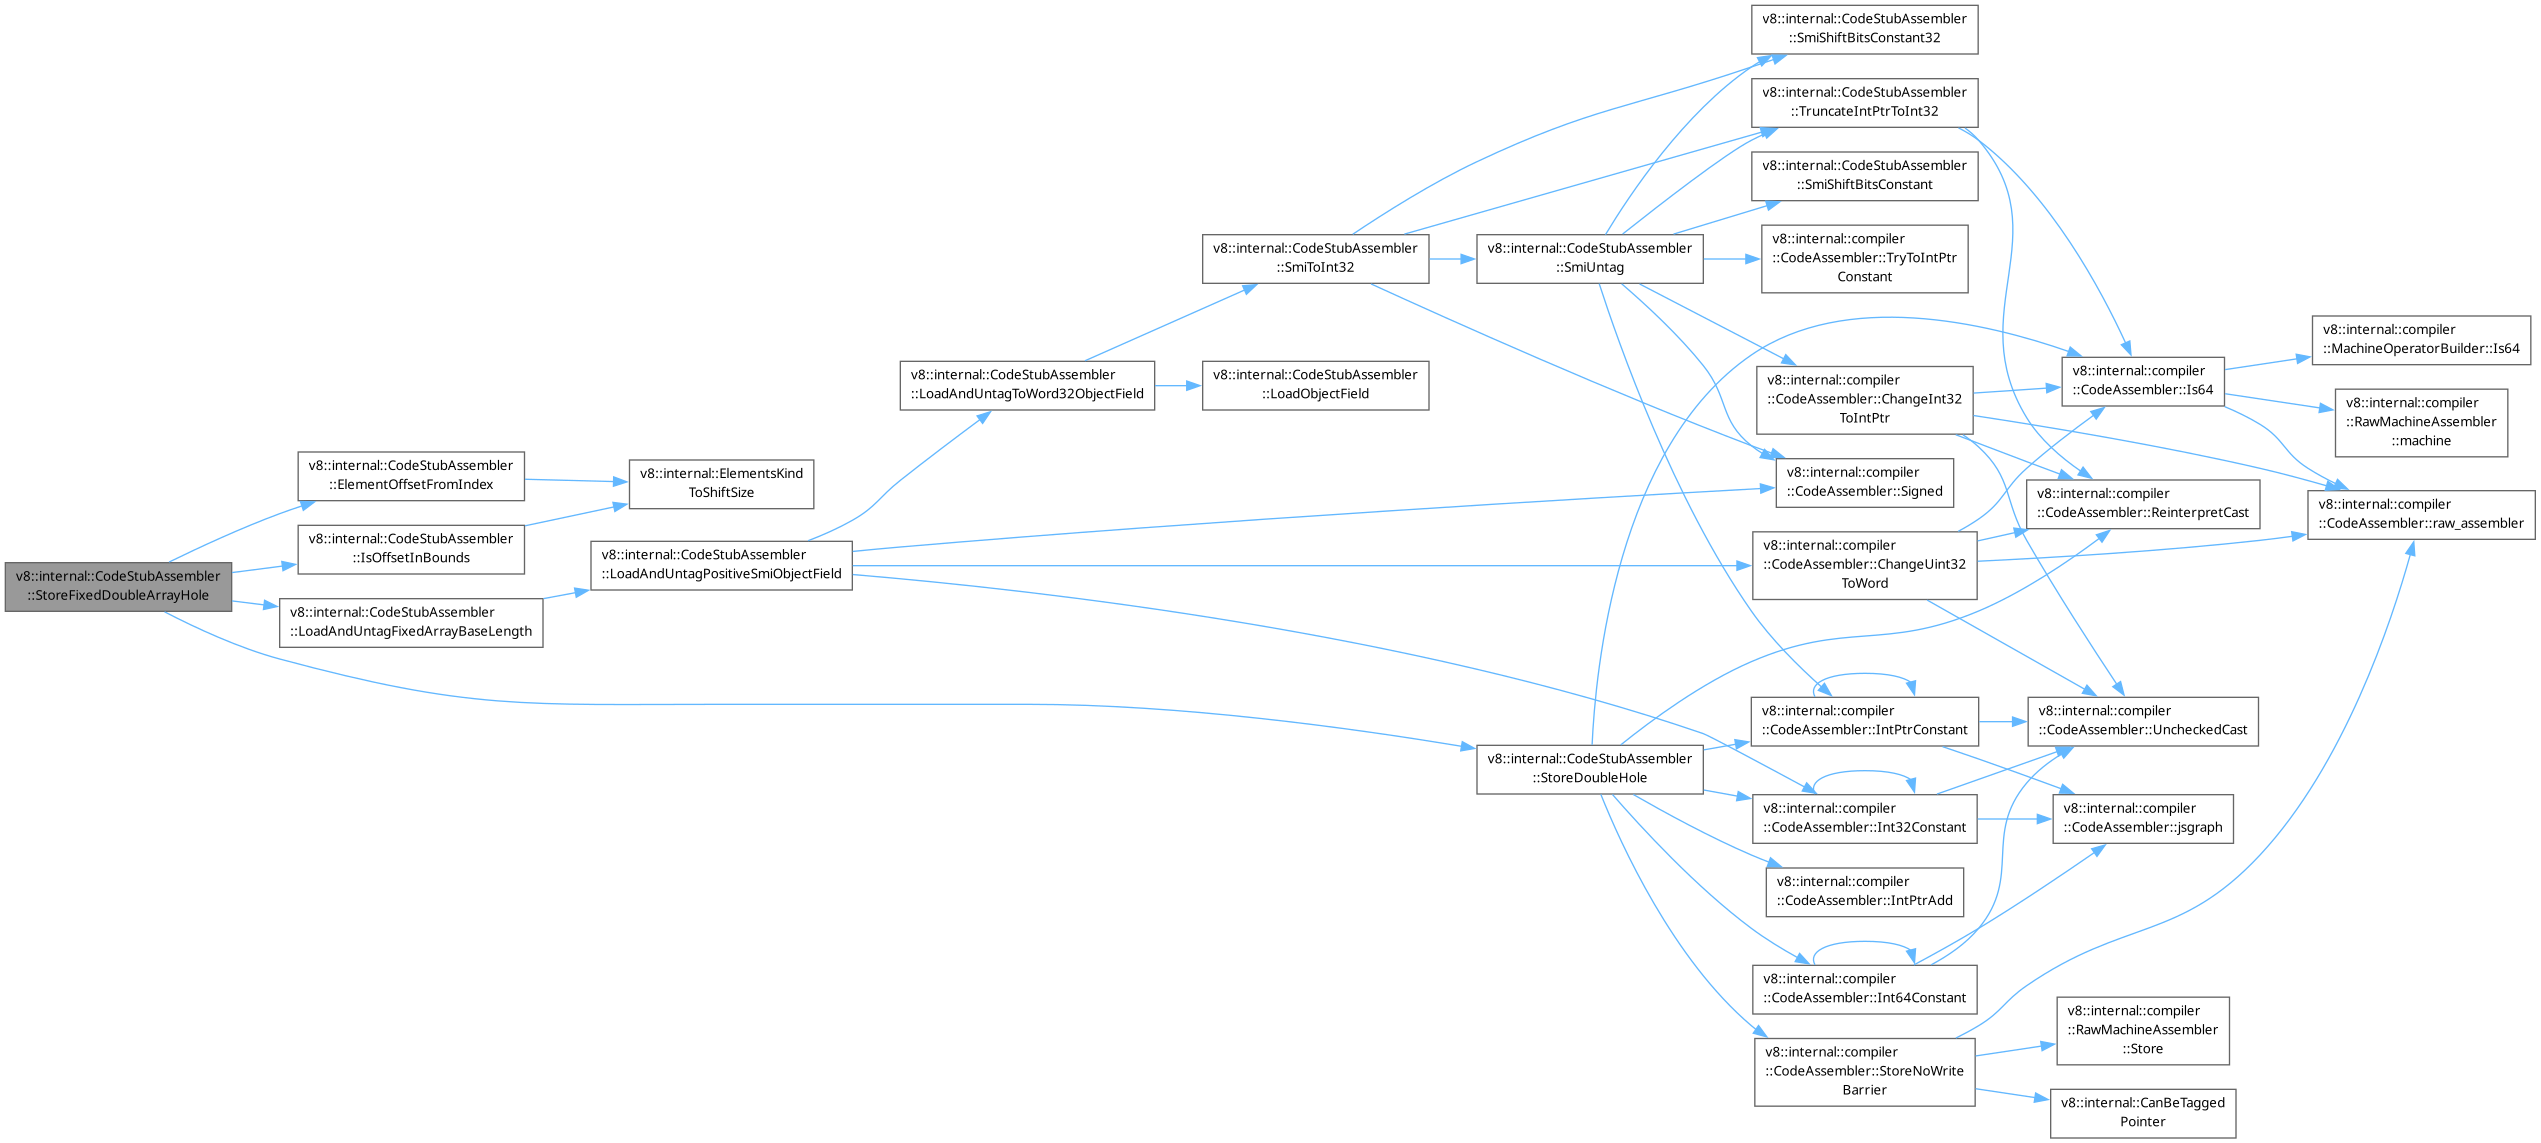 v8::internal::CodeStubAssembler
::StoreFixedDoubleArrayHole
v8::internal::CodeStubAssembler
::ElementOffsetFromIndex
v8::internal::CodeStubAssembler
::IsOffsetInBounds
v8::internal::CodeStubAssembler
::LoadAndUntagFixedArrayBaseLength
v8::internal::ElementsKind
ToShiftSize
v8::internal::CodeStubAssembler
::LoadAndUntagPositiveSmiObjectField
v8::internal::CodeStubAssembler
::LoadAndUntagToWord32ObjectField
v8::internal::CodeStubAssembler
::SmiToInt32
v8::internal::CodeStubAssembler
::LoadObjectField
v8::internal::CodeStubAssembler
::SmiUntag
v8::internal::CodeStubAssembler
::StoreDoubleHole
v8::internal::CodeStubAssembler
::SmiShiftBitsConstant32
v8::internal::CodeStubAssembler
::TruncateIntPtrToInt32
v8::internal::CodeStubAssembler
::SmiShiftBitsConstant
v8::internal::compiler
::CodeAssembler::TryToIntPtr
Constant
v8::internal::compiler
::CodeAssembler::ChangeInt32
ToIntPtr
v8::internal::compiler
::CodeAssembler::Signed
v8::internal::compiler
::CodeAssembler::ChangeUint32
ToWord
v8::internal::compiler
::CodeAssembler::IntPtrConstant
v8::internal::compiler
::CodeAssembler::Int32Constant
v8::internal::compiler
::CodeAssembler::IntPtrAdd
v8::internal::compiler
::CodeAssembler::Int64Constant
v8::internal::compiler
::CodeAssembler::StoreNoWrite
Barrier
v8::internal::compiler
::CodeAssembler::Is64
v8::internal::compiler
::CodeAssembler::ReinterpretCast
v8::internal::compiler
::CodeAssembler::UncheckedCast
v8::internal::compiler
::CodeAssembler::jsgraph
v8::internal::compiler
::RawMachineAssembler
::Store
v8::internal::CanBeTagged
Pointer
v8::internal::compiler
::MachineOperatorBuilder::Is64
v8::internal::compiler
::RawMachineAssembler
::machine
v8::internal::compiler
::CodeAssembler::raw_assembler